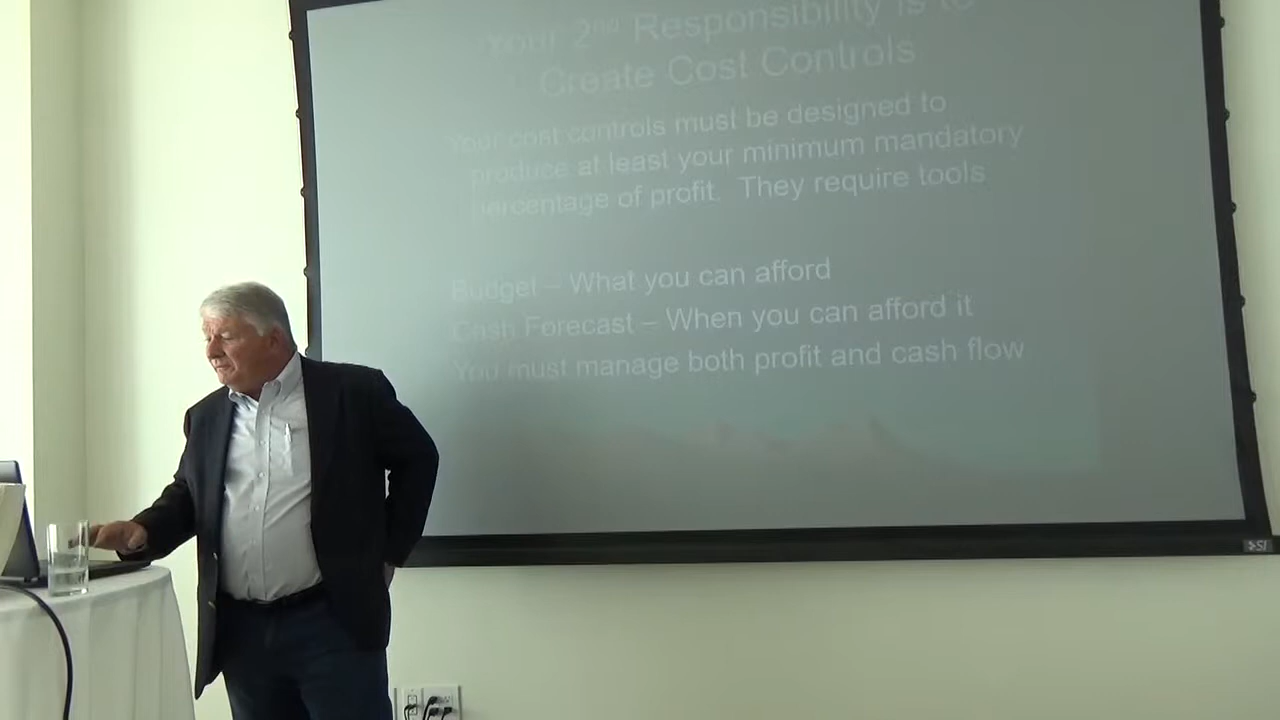 Your 2nd Responsibility is to
Create Cost Controls
Your cost controls must be designed to
produce at least your minimum mandatory
percentage of profit. They require tools
Budget – What you can afford
Cash Forecast – When you can afford it
You must manage both profit and cash flow